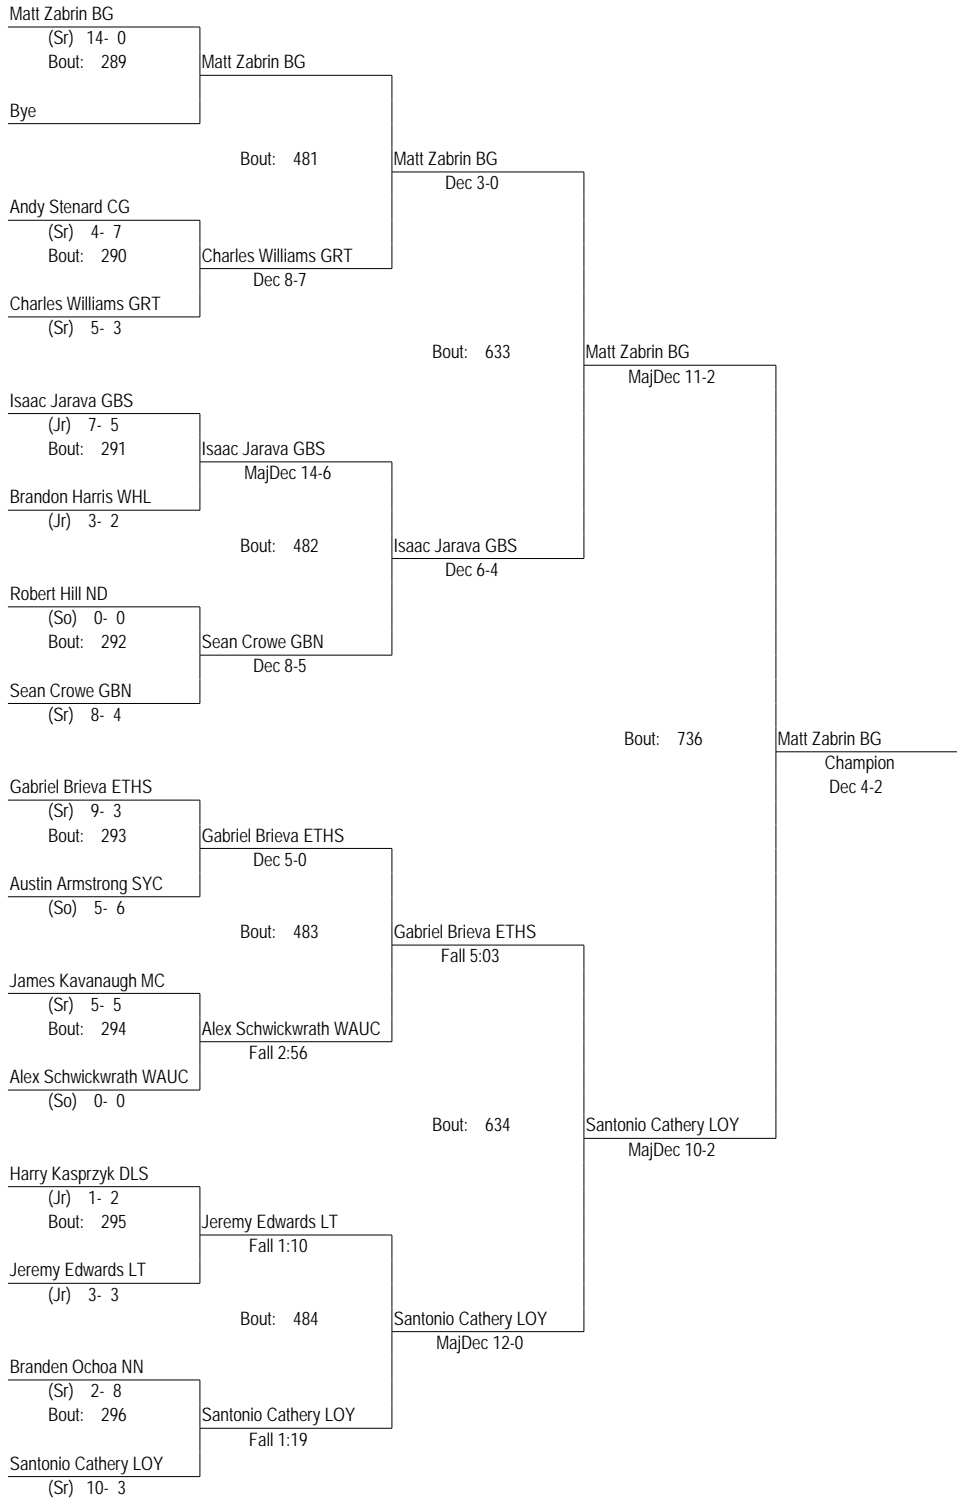 Matt Zabrin BG
(Sr) 14- 0
Bout: 289
Matt Zabrin BG
Bye
Bout: 481
Matt Zabrin BG
Dec 3-0
Andy Stenard CG
(Sr) 4- 7
Bout: 290
Charles Williams GRT
Dec 8-7
Charles Williams GRT
(Sr) 5- 3
Bout: 633
Matt Zabrin BG
MajDec 11-2
Isaac Jarava GBS
(Jr) 7- 5
Bout: 291
Isaac Jarava GBS
MajDec 14-6
Brandon Harris WHL
(Jr) 3- 2
Bout: 482
Isaac Jarava GBS
Dec 6-4
Robert Hill ND
(So) 0- 0
Bout: 292
Sean Crowe GBN
Dec 8-5
Sean Crowe GBN
(Sr) 8- 4
Bout: 736
Matt Zabrin BG
Champion
Dec 4-2
Gabriel Brieva ETHS
(Sr) 9- 3
Bout: 293
Gabriel Brieva ETHS
Dec 5-0
Austin Armstrong SYC
(So) 5- 6
Bout: 483
Gabriel Brieva ETHS
Fall 5:03
James Kavanaugh MC
(Sr) 5- 5
Bout: 294
Alex Schwickwrath WAUC
Fall 2:56
Alex Schwickwrath WAUC
(So) 0- 0
Bout: 634
Santonio Cathery LOY
MajDec 10-2
Harry Kasprzyk DLS
(Jr) 1- 2
Bout: 295
Jeremy Edwards LT
Fall 1:10
Jeremy Edwards LT
(Jr) 3- 3
Bout: 484
Santonio Cathery LOY
MajDec 12-0
Branden Ochoa NN
(Sr) 2- 8
Bout: 296
Santonio Cathery LOY
Fall 1:19
Santonio Cathery LOY
(Sr) 10- 3